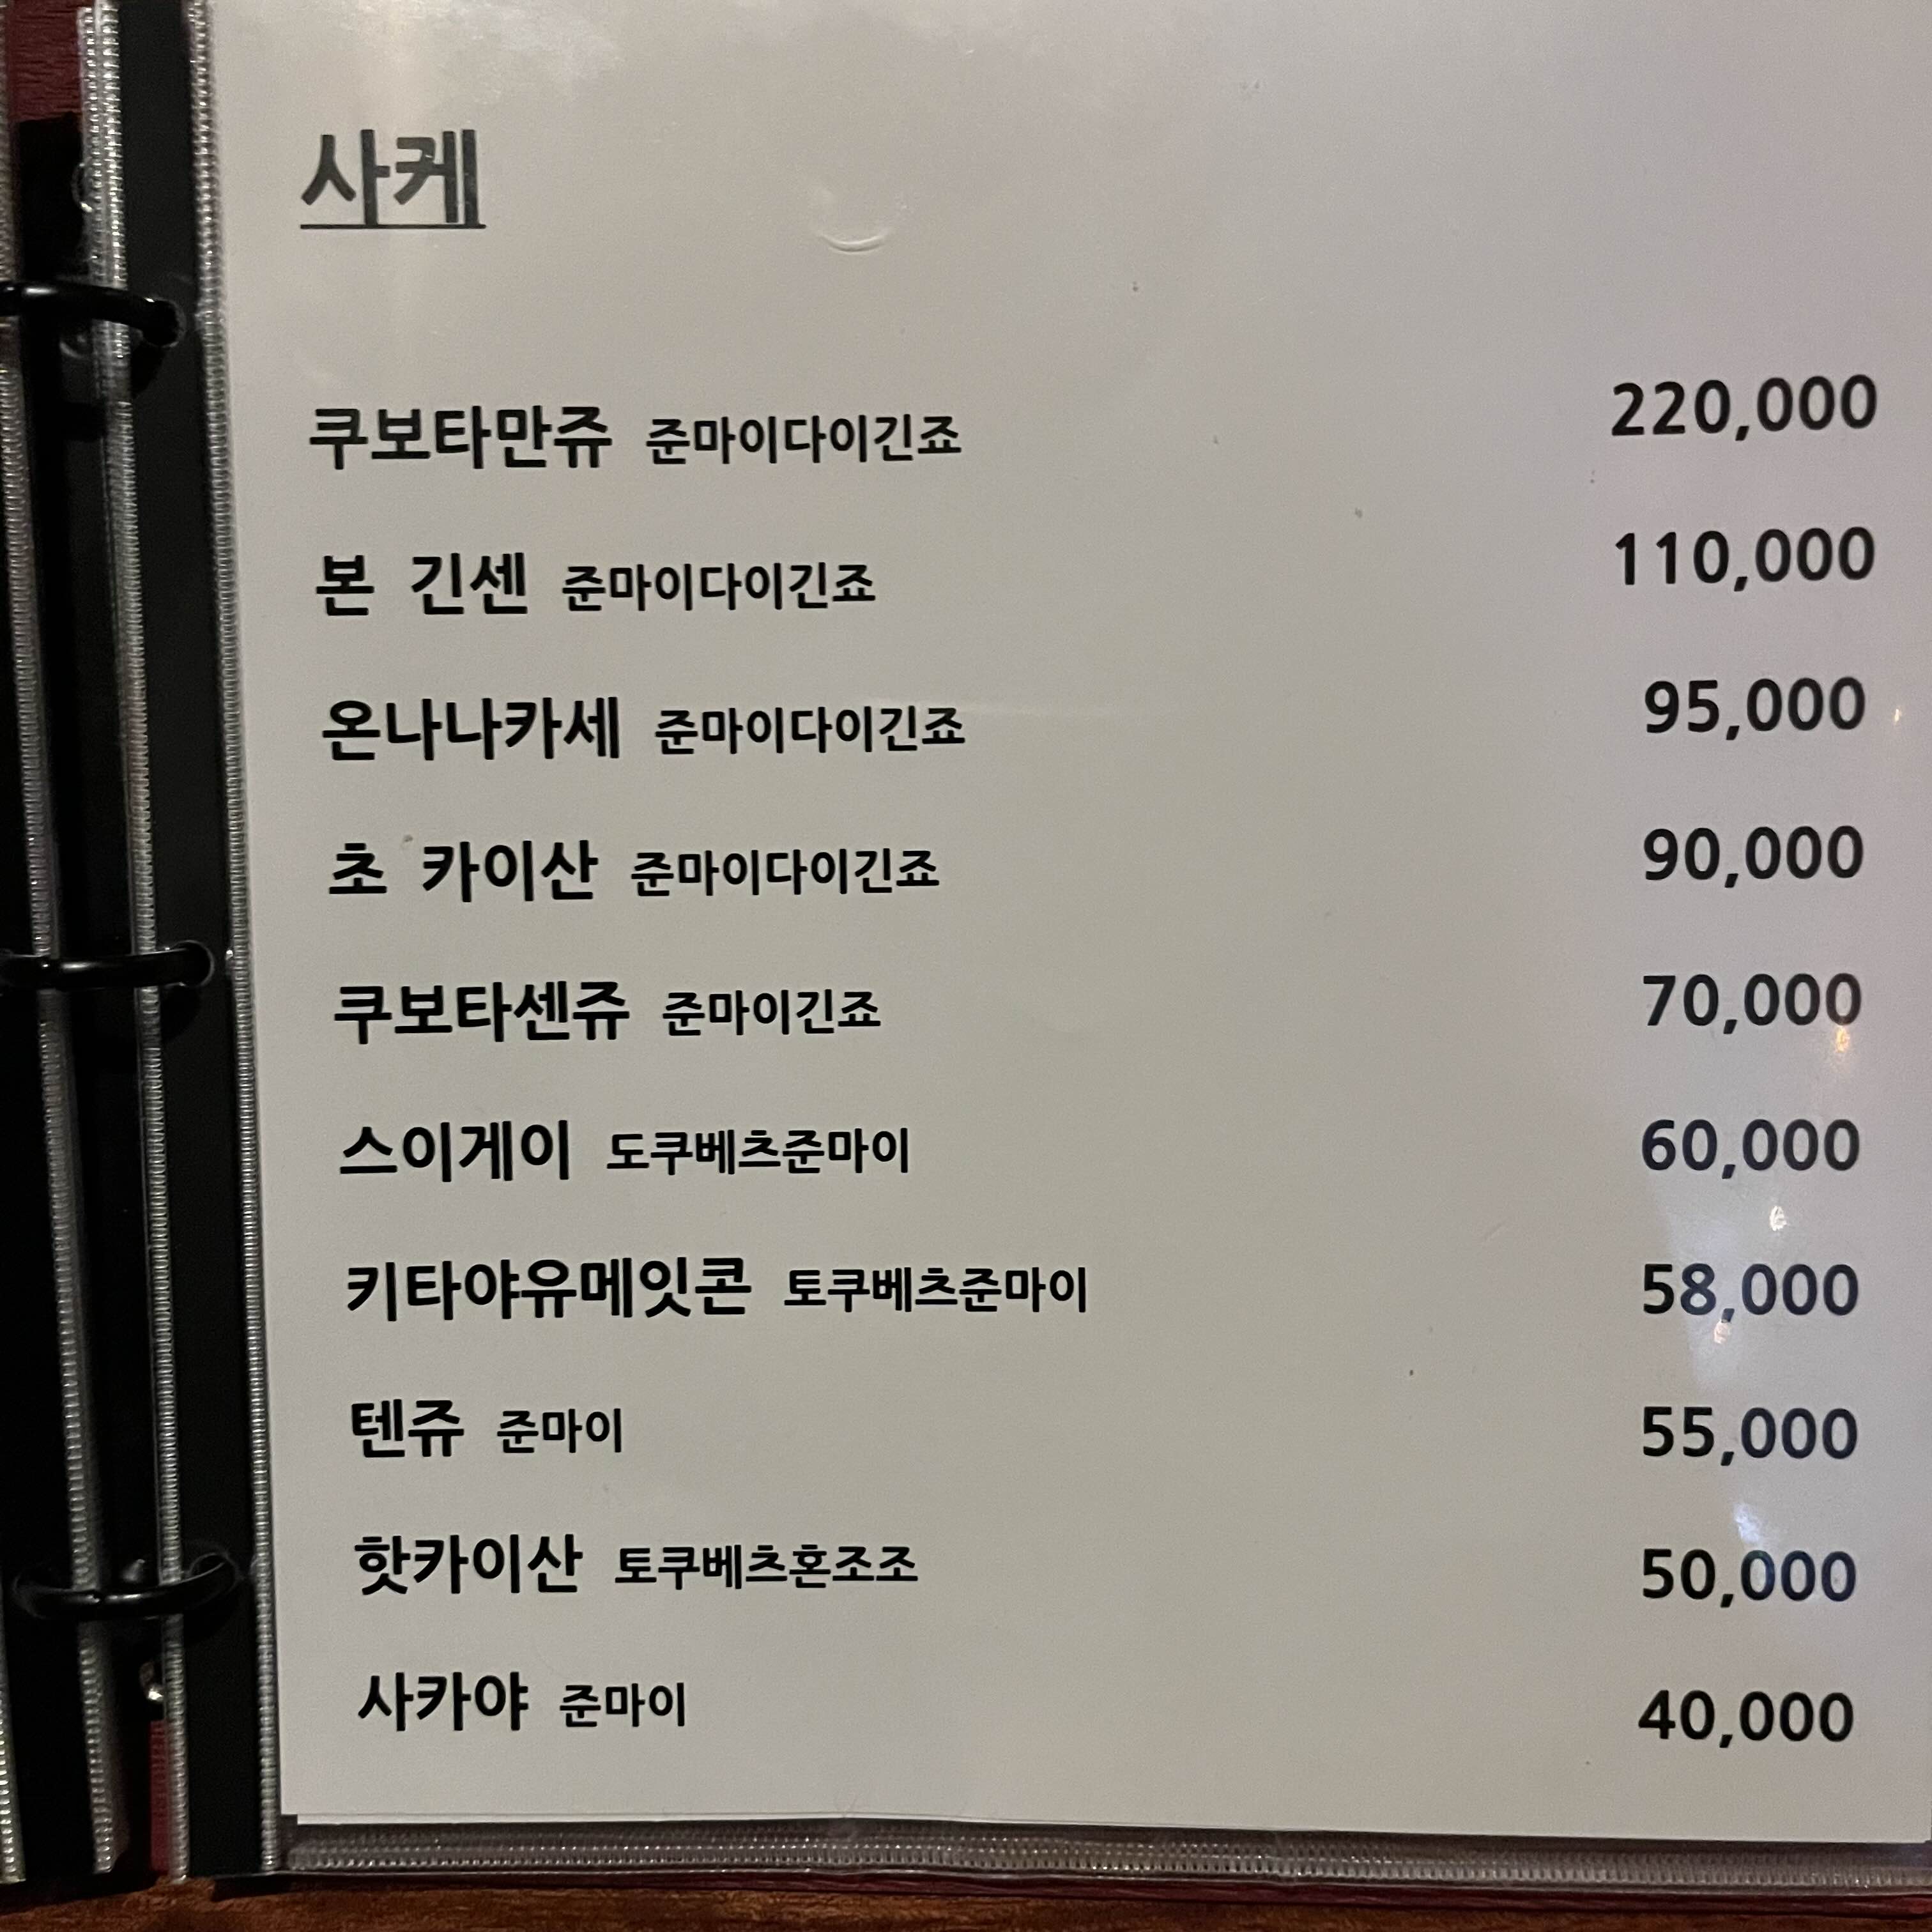 사케
쿠보타만쥬 준마이다이긴죠 220,000
본 긴센 준마이다이긴죠 110,000
온나나카세 준마이다이긴죠 95,000
초 카이산 준마이다이긴죠 90,000
쿠보타센쥬 준마이긴죠 70,000
스이게이 도쿠베츠준마이 60,000
키타야유메잇콘 토쿠베츠준마이 58,000
텐쥬 준마이 55,000
핫카이산 토쿠베츠혼조조 50,000
사카야 준마이 40,000